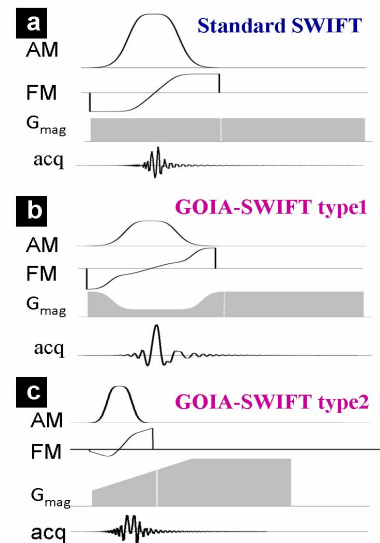 a Standard SWIFT
AM
FM
Gmag
acq
b GOIA-SWIFT type1
AM
FM
Gmag
acq
c GOIA-SWIFT type2
AM
FM
Gmag
acq